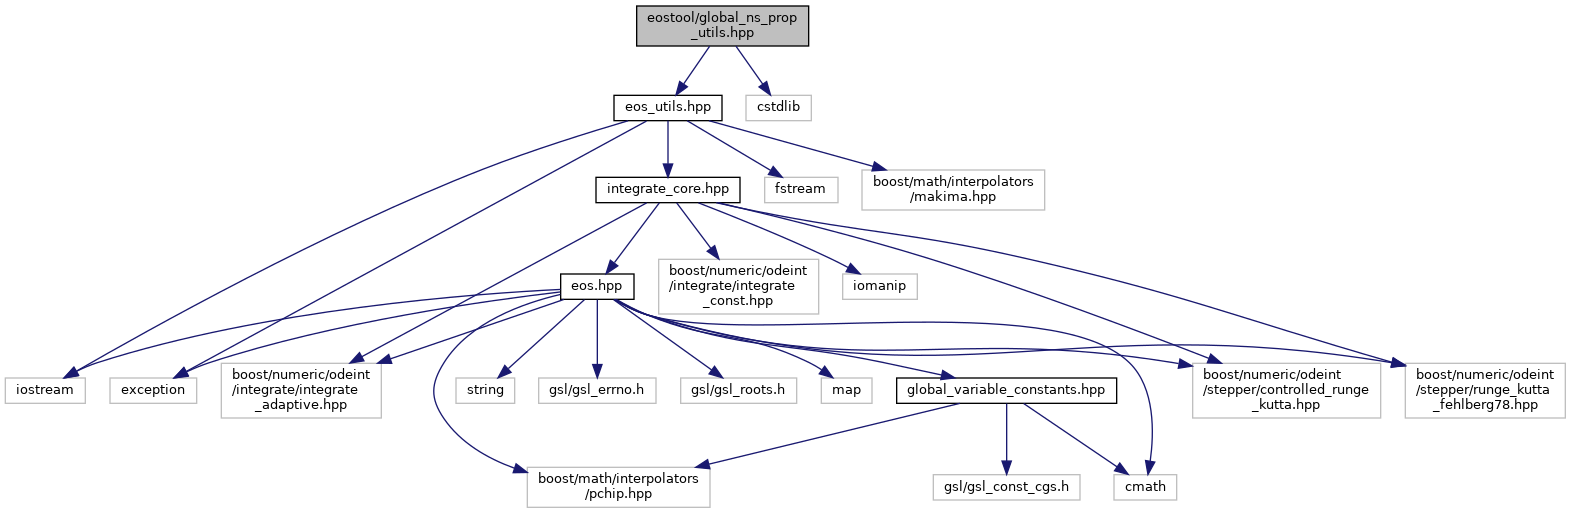 eostool/global_ns_prop
_utils.hpp
eos_utils.hpp
cstdlib
integrate_core.hpp
fstream
boost/math/interpolators
/makima.hpp
eos.hpp
boost/numeric/odeint
/integrate/integrate
_const.hpp
iomanip
iostream
exception
boost/numeric/odeint
/integrate/integrate
_adaptive.hpp
string
gsl/gsl_errno.h
gsl/gsl_roots.h
map
global_variable_constants.hpp
boost/numeric/odeint
/stepper/controlled_runge
_kutta.hpp
boost/numeric/odeint
/stepper/runge_kutta
_fehlberg78.hpp
boost/math/interpolators
/pchip.hpp
gsl/gsl_const_cgs.h
cmath